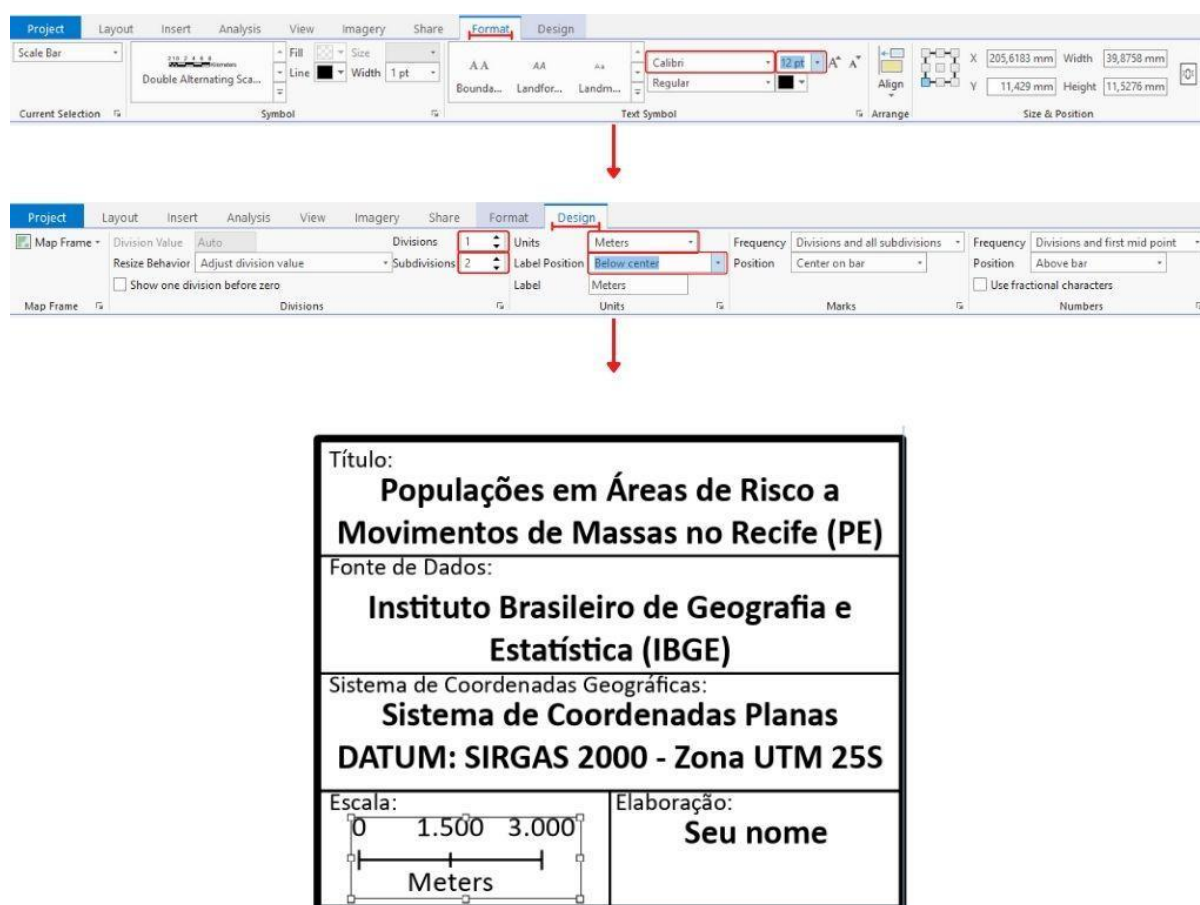 Project Layout Insert Analysis View Imagery Share Format Design
Scale Bar Fill Size Calibri 12 pt X 205,6183 mm Width 39,8758 mm
Double Alternating Sca... Line Width 1 pt Bounda... Landfor... Landm... Regular Align Y 11,429 mm Height 11,5276 mm
Current Selection Symbol Text Symbol Arrange Size & Position
Project Layout Insert Analysis View Imagery Share Format Design
Map Frame Division Value Auto Divisions 1 Units Meters Frequency Divisions and all subdivisions Frequency Divisions and first mid point
Resize Behavior Adjust division value Subdivisions 2 Label Position Below center Position Center on bar Position Above bar
Show one division before zero Label Meters Use fractional characters
Map Frame Divisions Units Marks Numbers
Título:
Populações em Áreas de Risco a
Movimentos de Massas no Recife (PE)
Fonte de Dados:
Instituto Brasileiro de Geografia e
Estatística (IBGE)
Sistema de Coordenadas Geográficas:
Sistema de Coordenadas Planas
DATUM: SIRGAS 2000 - Zona UTM 25S
Escala:
0 1.500 3.000
Meters
Elaboração:
Seu nome